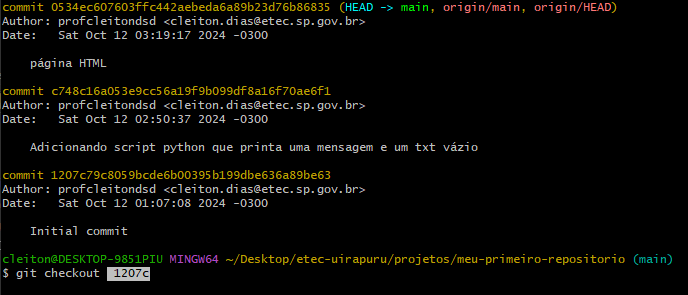 commit 0534ec607603ffc442aebeda6a89b23d76b86835 (HEAD -> main, origin/main, origin/HEAD)
Author: profcleitondsd <cleiton.dias@etec.sp.gov.br>
Date:   Sat Oct 12 03:19:17 2024 -0300
página HTML
commit c748c16a053e9cc56a19f9b099df8a16f70ae6f1
Author: profcleitondsd <cleiton.dias@etec.sp.gov.br>
Date:   Sat Oct 12 02:50:37 2024 -0300
Adicionando script python que printa uma mensagem e um txt vázio
commit 1207c79c8059bcde6b00395b199dbe636a89be63
Author: profcleitondsd <cleiton.dias@etec.sp.gov.br>
Date:   Sat Oct 12 01:07:08 2024 -0300
Initial commit
cleiton@DESKTOP-9851PIU MINGW64 ~/Desktop/etec-uirapuru/projetos/meu-primeiro-repositorio (main)
$ git checkout 1207c